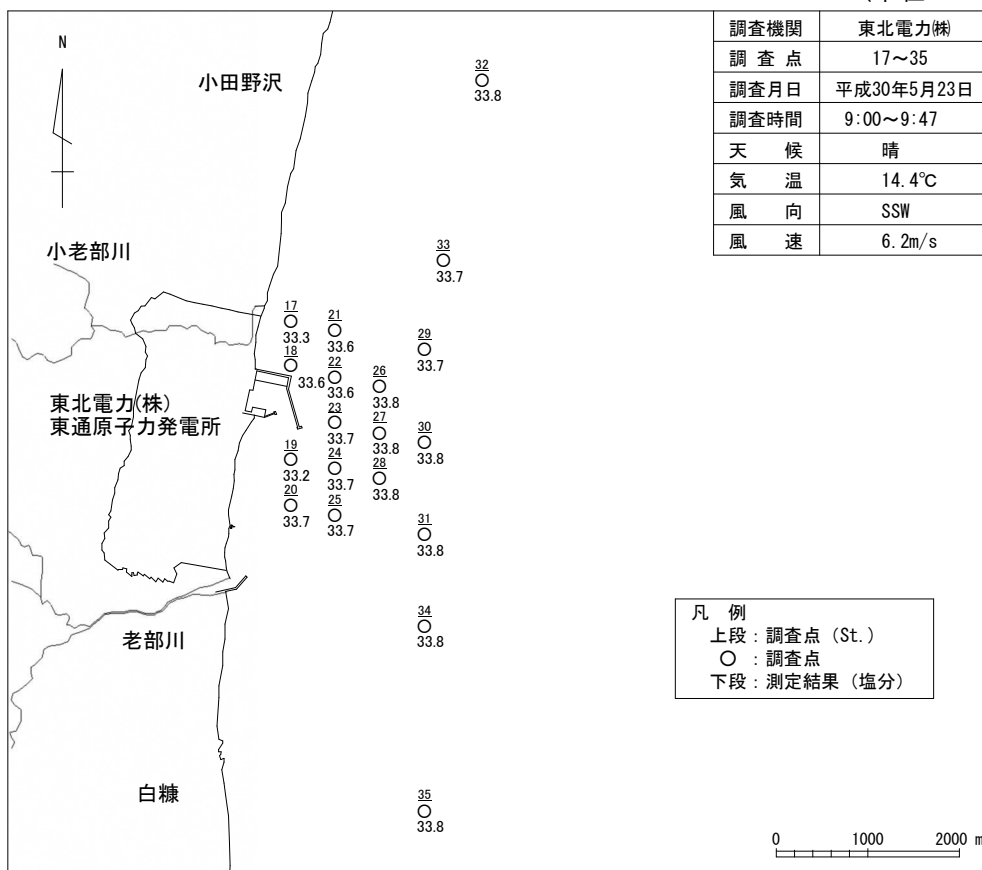 調査機関 東北電力㈱
調査点 17～35
調査月日 平成30年5月23日
調査時間 9:00～9:47
天候 晴
気温 14.4℃
風向 SSW
風速 6.2m/s
N
小田野沢
32
33.8
小老部川
33
33.7
17
33.3
21
33.6
29
33.7
18
33.6
22
33.6
26
33.8
東北電力(株)
東通原子力発電所
23
33.7
27
33.8
30
33.8
19
33.2
24
33.7
28
33.8
20
33.7
25
33.7
31
33.8
老部川
34
33.8
凡 例
上段：調査点（St.）
○ ：調査点
下段：測定結果（塩分）
白糠
35
33.8
0 1000 2000 m